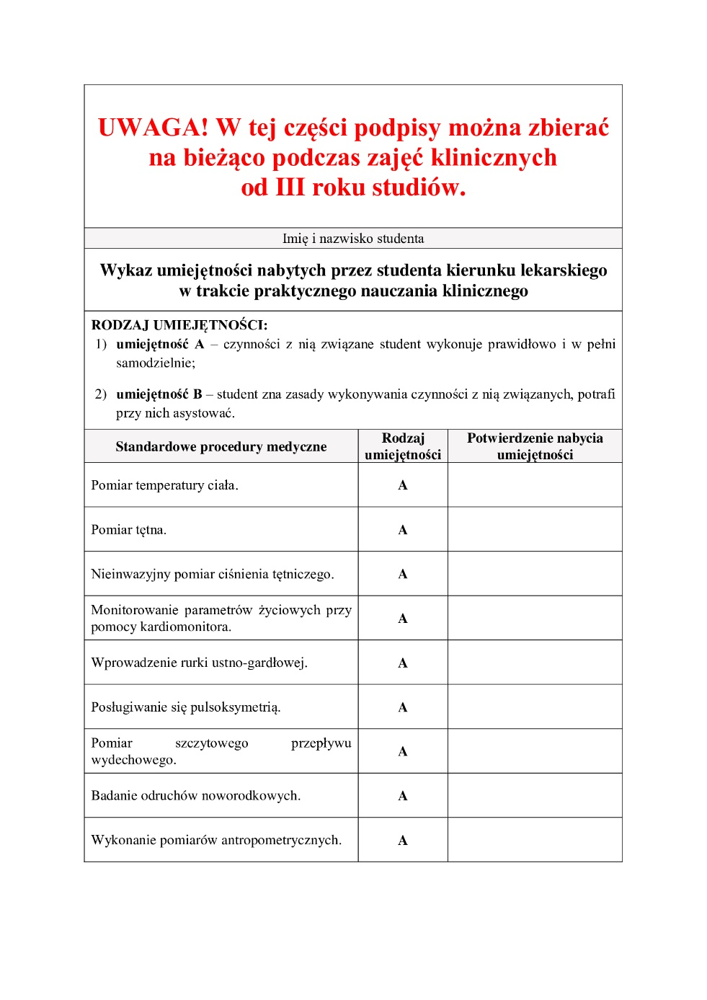 UWAGA! W tej części podpisy można zbierać
na bieżąco podczas zajęć klinicznych
od III roku studiów.
Imię i nazwisko studenta
Wykaz umiejętności nabytych przez studenta kierunku lekarskiego
w trakcie praktycznego nauczania klinicznego
RODZAJ UMIEJĘTNOŚCI:
1) umiejętność A – czynności z nią związane student wykonuje prawidłowo i w pełni
samodzielnie;
2) umiejętność B – student zna zasady wykonywania czynności z nią związanych, potrafi
przy nich asystować.
Standardowe procedury medyczne
Rodzaj
umiejętności
Potwierdzenie nabycia
umiejętności
Pomiar temperatury ciała.
A
Pomiar tętna.
A
Nieinwazyjny pomiar ciśnienia tętniczego.
A
Monitorowanie parametrów życiowych przy
pomocy kardiomonitora.
A
Wprowadzenie rurki ustno-gardłowej.
A
Posługiwanie się pulsoksymetrią.
A
Pomiar szczytowego przepływu
wydechowego.
A
Badanie odruchów noworodkowych.
A
Wykonanie pomiarów antropometrycznych.
A